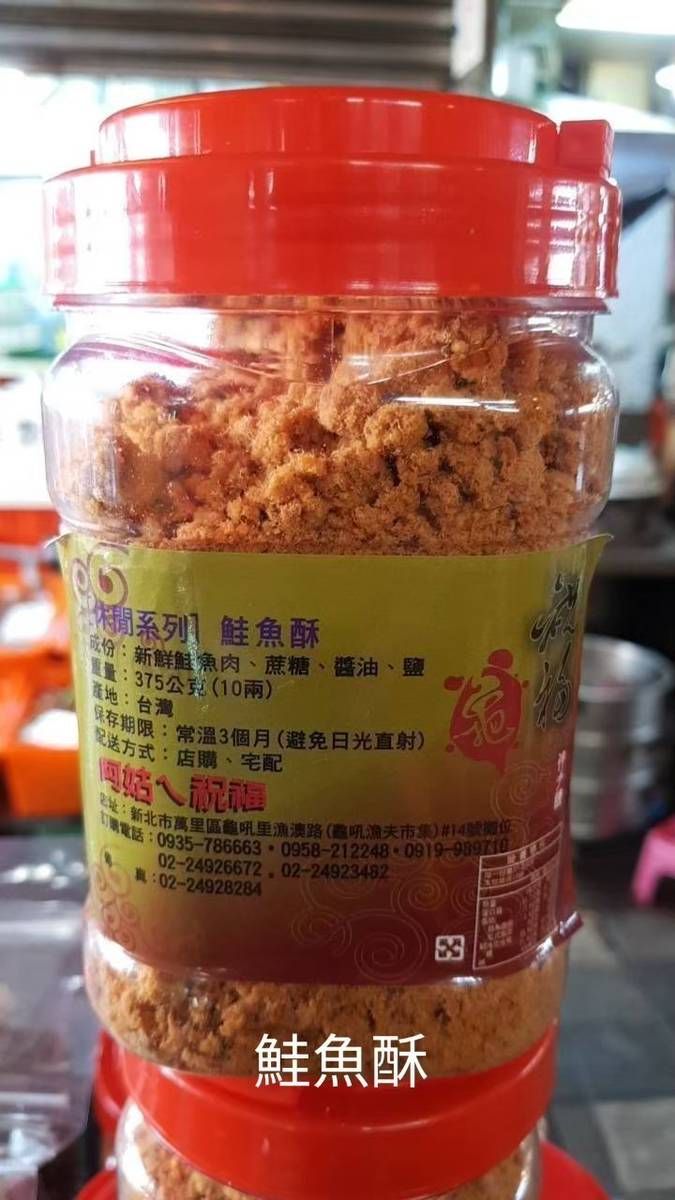 [休閒系列] 鮭魚酥
成份：新鮮鮭魚肉、蔗糖、醬油、鹽
重量：375公克(10兩)
產地：台灣
保存期限：常溫3個月(避免日光直射)
配送方式：店購、宅配
阿姑ㄟ祝福
店址：新北市萬里區龜吼里漁澳路(龜吼漁夫市集)#14號攤位
訂購電話：0935-786663・0958-212248・0919-989710
02-24926672．02-24923482
傳 真：02-24928284
鮭魚酥